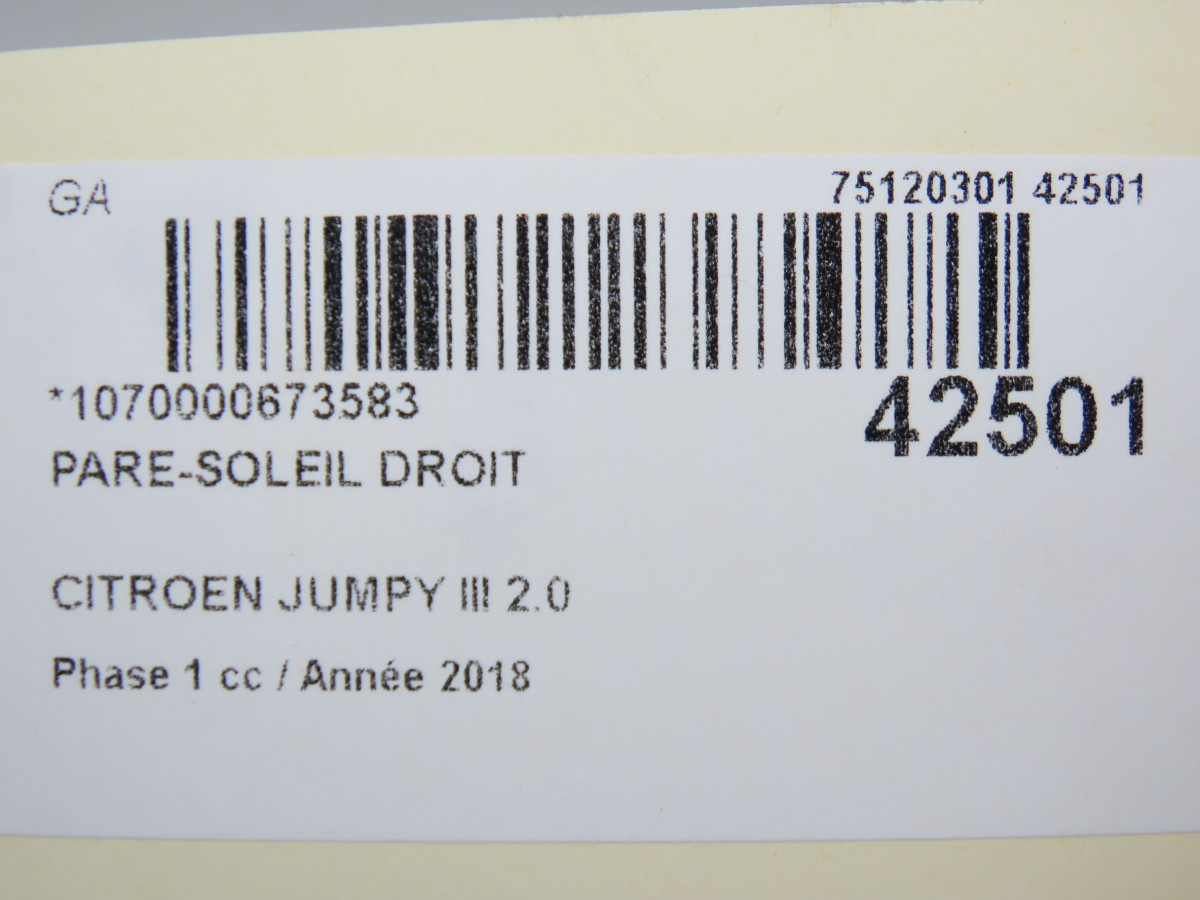 GA
75120301 42501
*1070000673583
42501
PARE-SOLEIL DROIT
CITROEN JUMPY III 2.0
Phase 1 cc / Année 2018